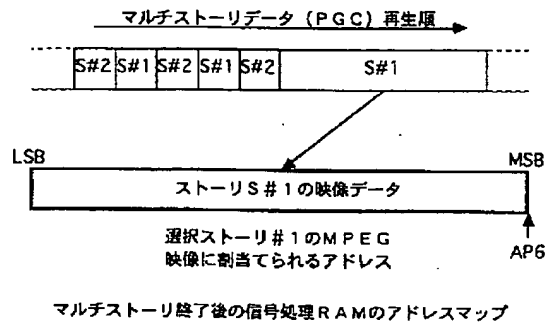 マルチストーリデータ（PGC）再生順
S#2 S#1 S#2 S#1 S#2 S#1
LSB MSB
ストーリS＃1の映像データ
選択ストーリ＃1のMPEG
映像に割当てられるアドレス
AP6
マルチストーリ終了後の信号処理RAMのアドレスマップ